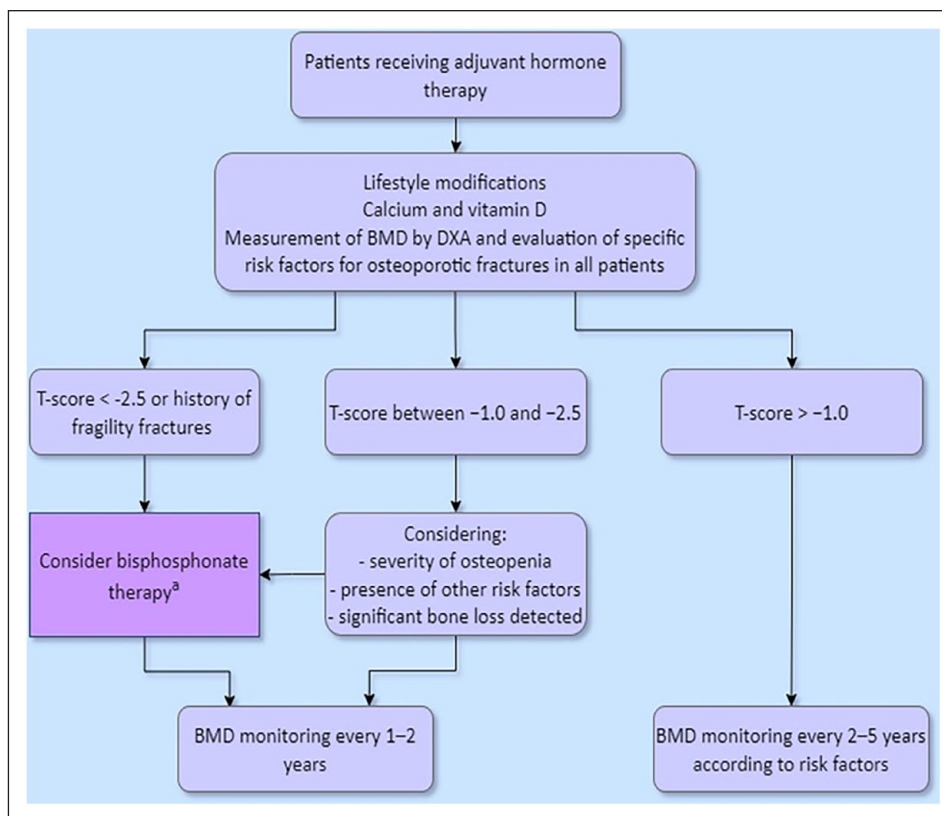 Patients receiving adjuvant hormone
therapy
Lifestyle modifications
Calcium and vitamin D
Measurement of BMD by DXA and evaluation of specific
risk factors for osteoporotic fractures in all patients
T-score < -2.5 or history of
fragility fractures
T-score between −1.0 and −2.5
T-score > −1.0
Consider bisphosphonate
therapyᵃ
Considering:
- severity of osteopenia
- presence of other risk factors
- significant bone loss detected
BMD monitoring every 1–2
years
BMD monitoring every 2–5 years
according to risk factors